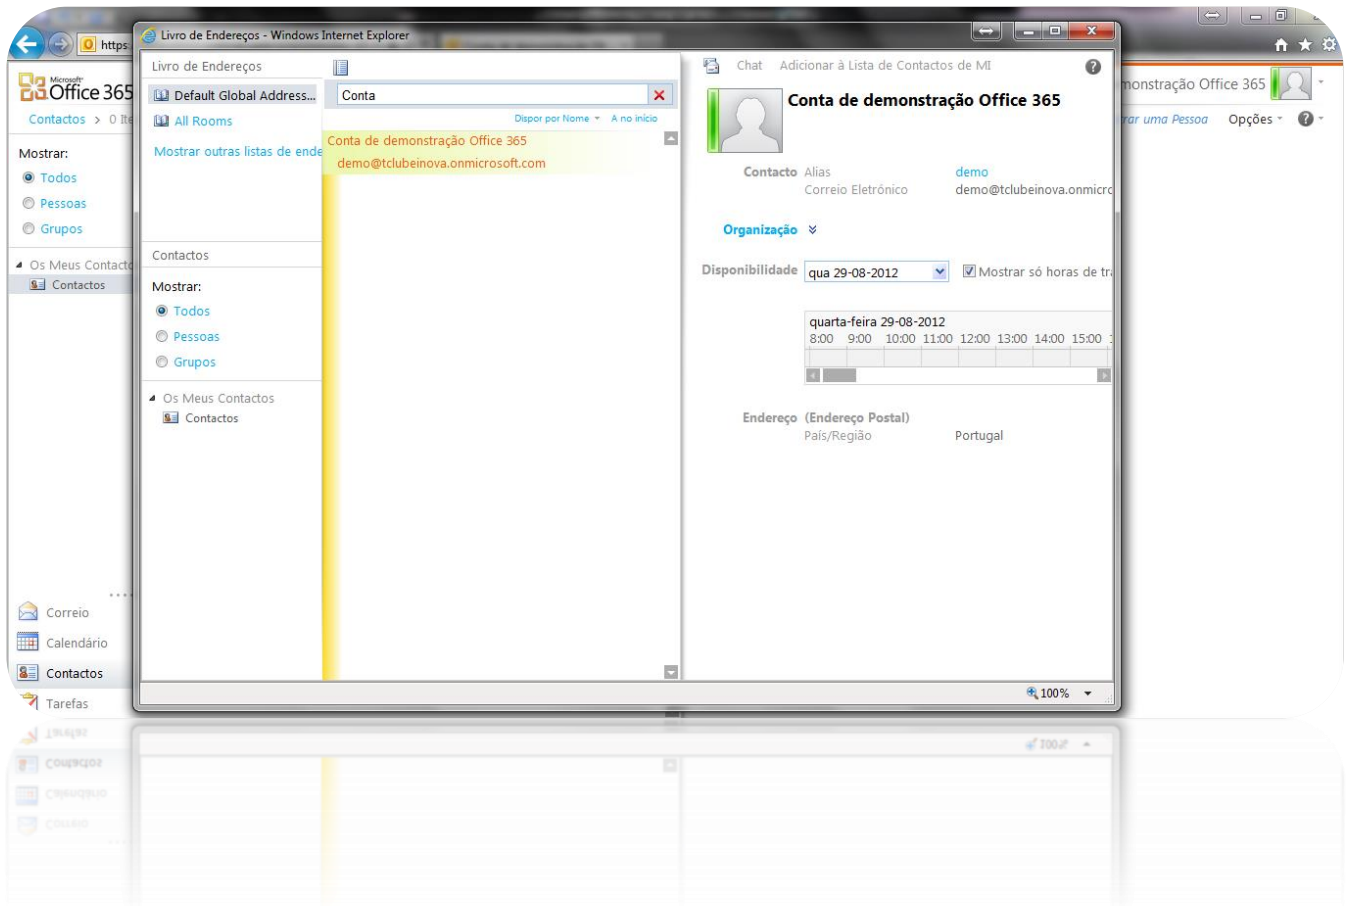 Livro de Endereços - Windows Internet Explorer
https
Microsoft
Office 365
monstração Office 365
Contactos > 0 Ite
rar uma Pessoa Opções
Mostrar:
Todos
Pessoas
Grupos
Os Meus Contacto
Contactos
Correio
Calendário
Contactos
Tarefas
Livro de Endereços
Default Global Address...
All Rooms
Mostrar outras listas de ende
Contactos
Mostrar:
Todos
Pessoas
Grupos
Os Meus Contactos
Contactos
Conta
Dispor por Nome A no início
Conta de demonstração Office 365
demo@tclubeinova.onmicrosoft.com
Chat Adicionar à Lista de Contactos de MI
Conta de demonstração Office 365
Contacto Alias demo
Correio Eletrónico demo@tclubeinova.onmicro
Organização
Disponibilidade qua 29-08-2012 Mostrar só horas de tra
quarta-feira 29-08-2012
8:00 9:00 10:00 11:00 12:00 13:00 14:00 15:00
Endereço (Endereço Postal)
País/Região Portugal
100%